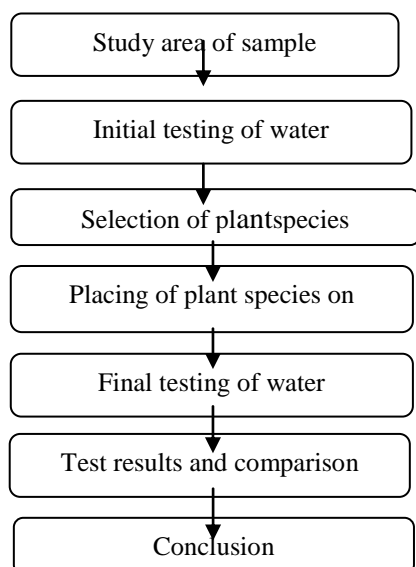 Study area of sample
Initial testing of water
Selection of plantspecies
Placing of plant species on
Final testing of water
Test results and comparison
Conclusion